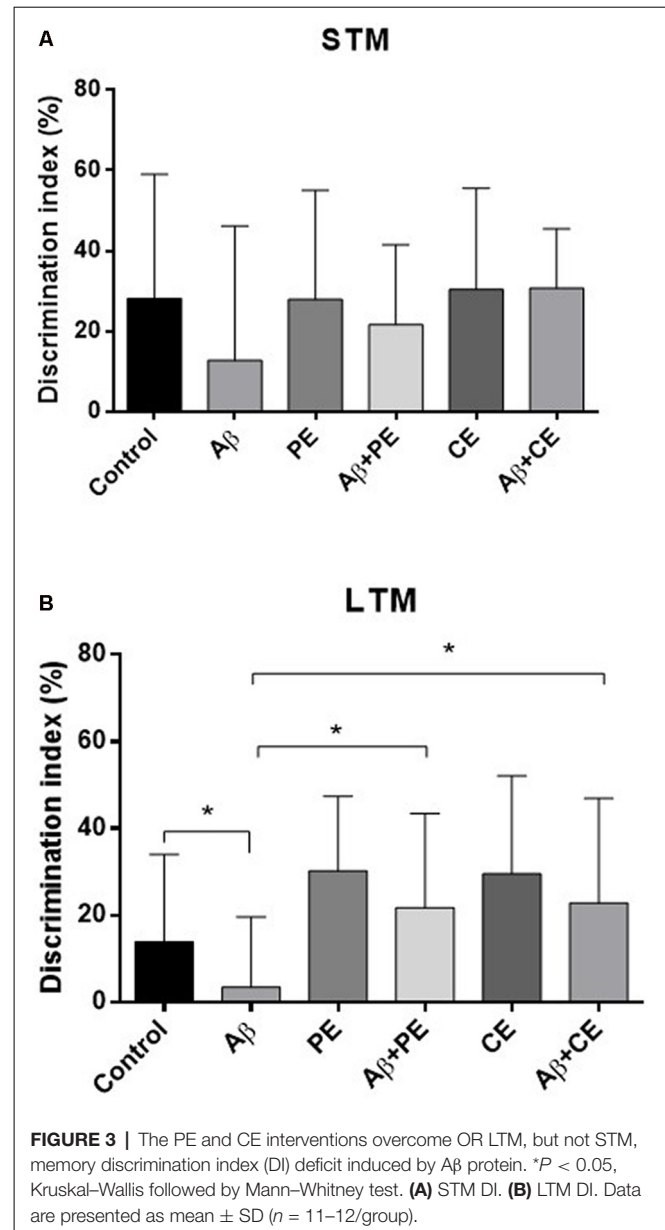 A
STM
Discrimination index (%)
80
60
40
20
0
Control
Aβ
PE
Aβ+PE
CE
Aβ+CE
B
LTM
Discrimination index (%)
80
60
40
20
0
*
*
*
Control
Aβ
PE
Aβ+PE
CE
Aβ+CE
FIGURE 3 | The PE and CE interventions overcome OR LTM, but not STM,
memory discrimination index (DI) deficit induced by Aβ protein. *P < 0.05,
Kruskal–Wallis followed by Mann–Whitney test. (A) STM DI. (B) LTM DI. Data
are presented as mean ± SD (n = 11–12/group).